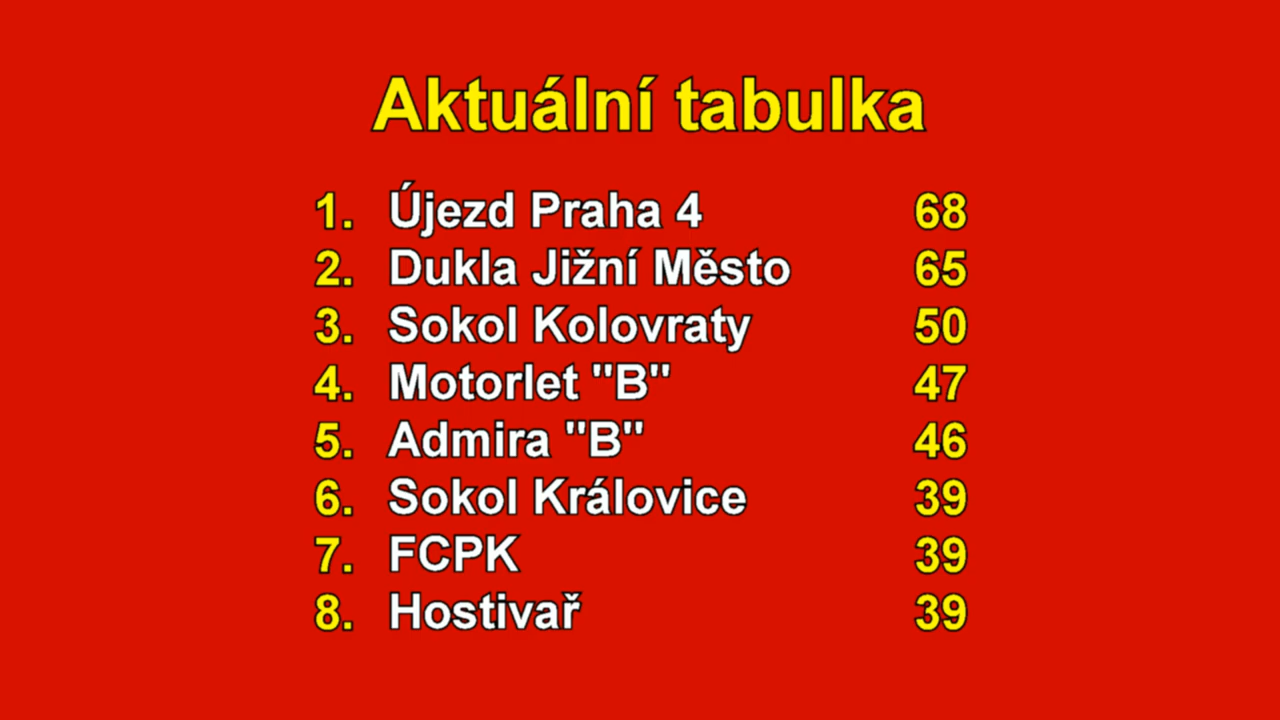 Aktuální tabulka
1. Újezd Praha 4 68
2. Dukla Jižní Město 65
3. Sokol Kolovraty 50
4. Motorlet "B" 47
5. Admira "B" 46
6. Sokol Královice 39
7. FCPK 39
8. Hostivař 39